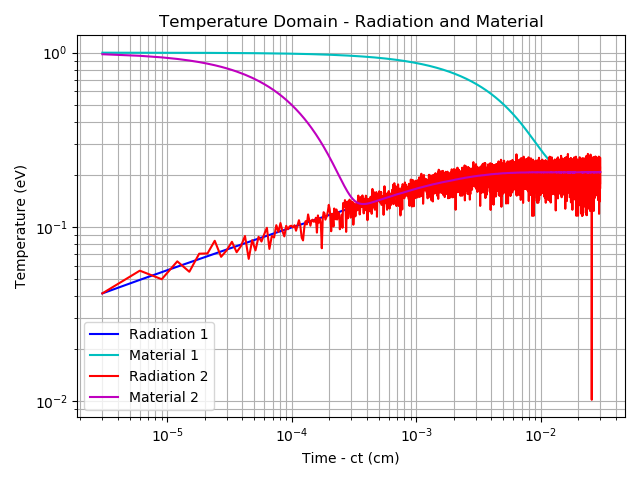 Temperature Domain - Radiation and Material
Temperature (eV)
10⁰
10⁻¹
10⁻²
Radiation 1
Material 1
Radiation 2
Material 2
10⁻⁵ 10⁻⁴ 10⁻³ 10⁻²
Time - ct (cm)